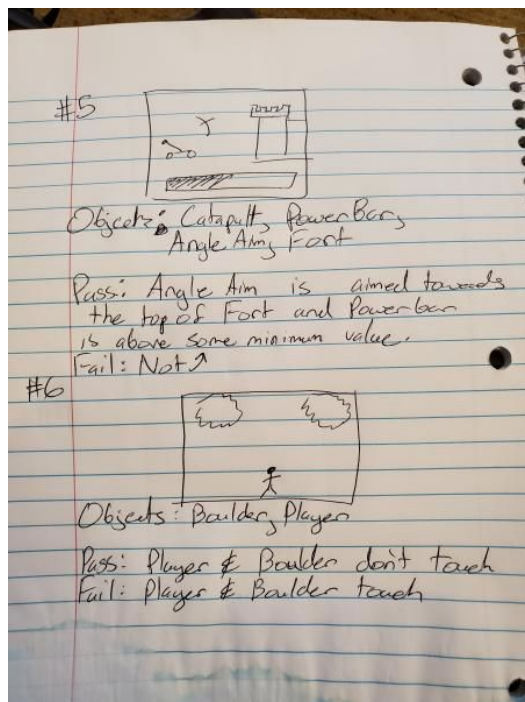 #5
Objects: Catapult, Power Bar,
Angle Aim, Fort
Pass: Angle Aim is aimed towards
the top of Fort and Powerbar
is above some minimum value.
Fail: Not ↗
#6
Objects: Boulder, Player
Pass: Player & Boulder don't touch
Fail: Player & Boulder touch